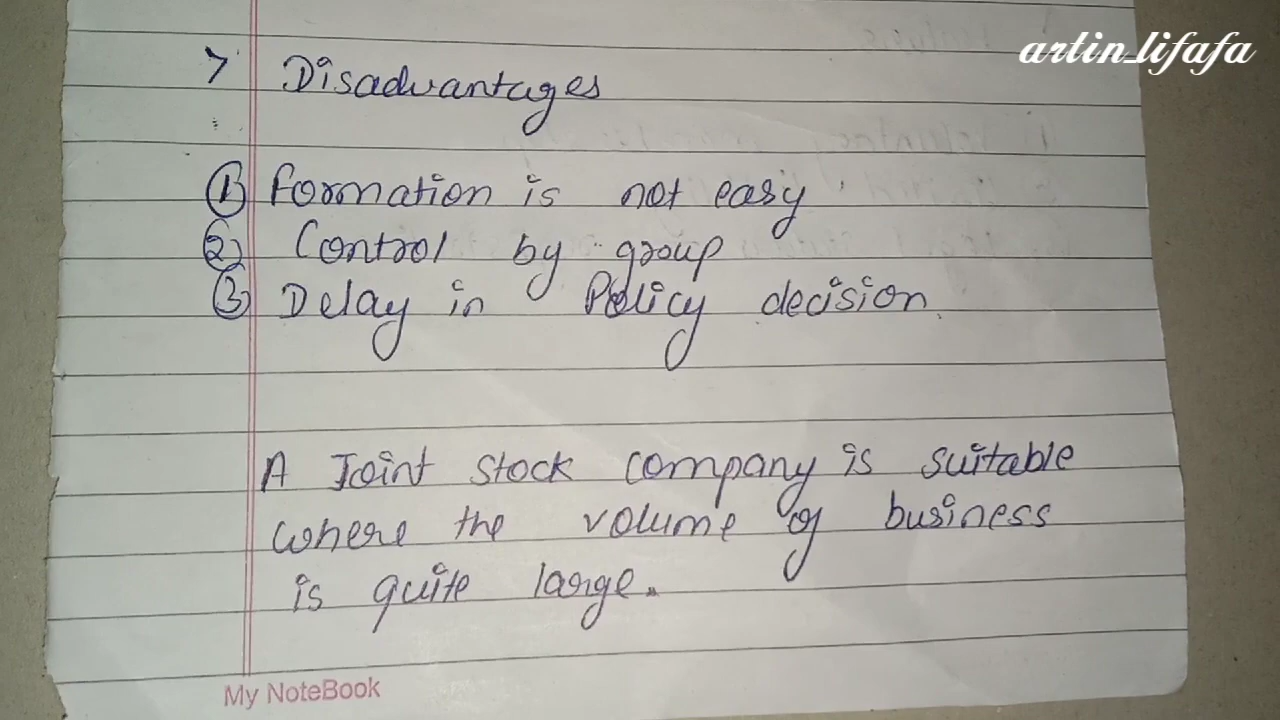 artin_lifafa
> Disadvantages
① Formation is not easy
② Control by group
③ Delay in Policy decision.
A Joint stock company is suitable
where the volume of business
is quite large.
My NoteBook